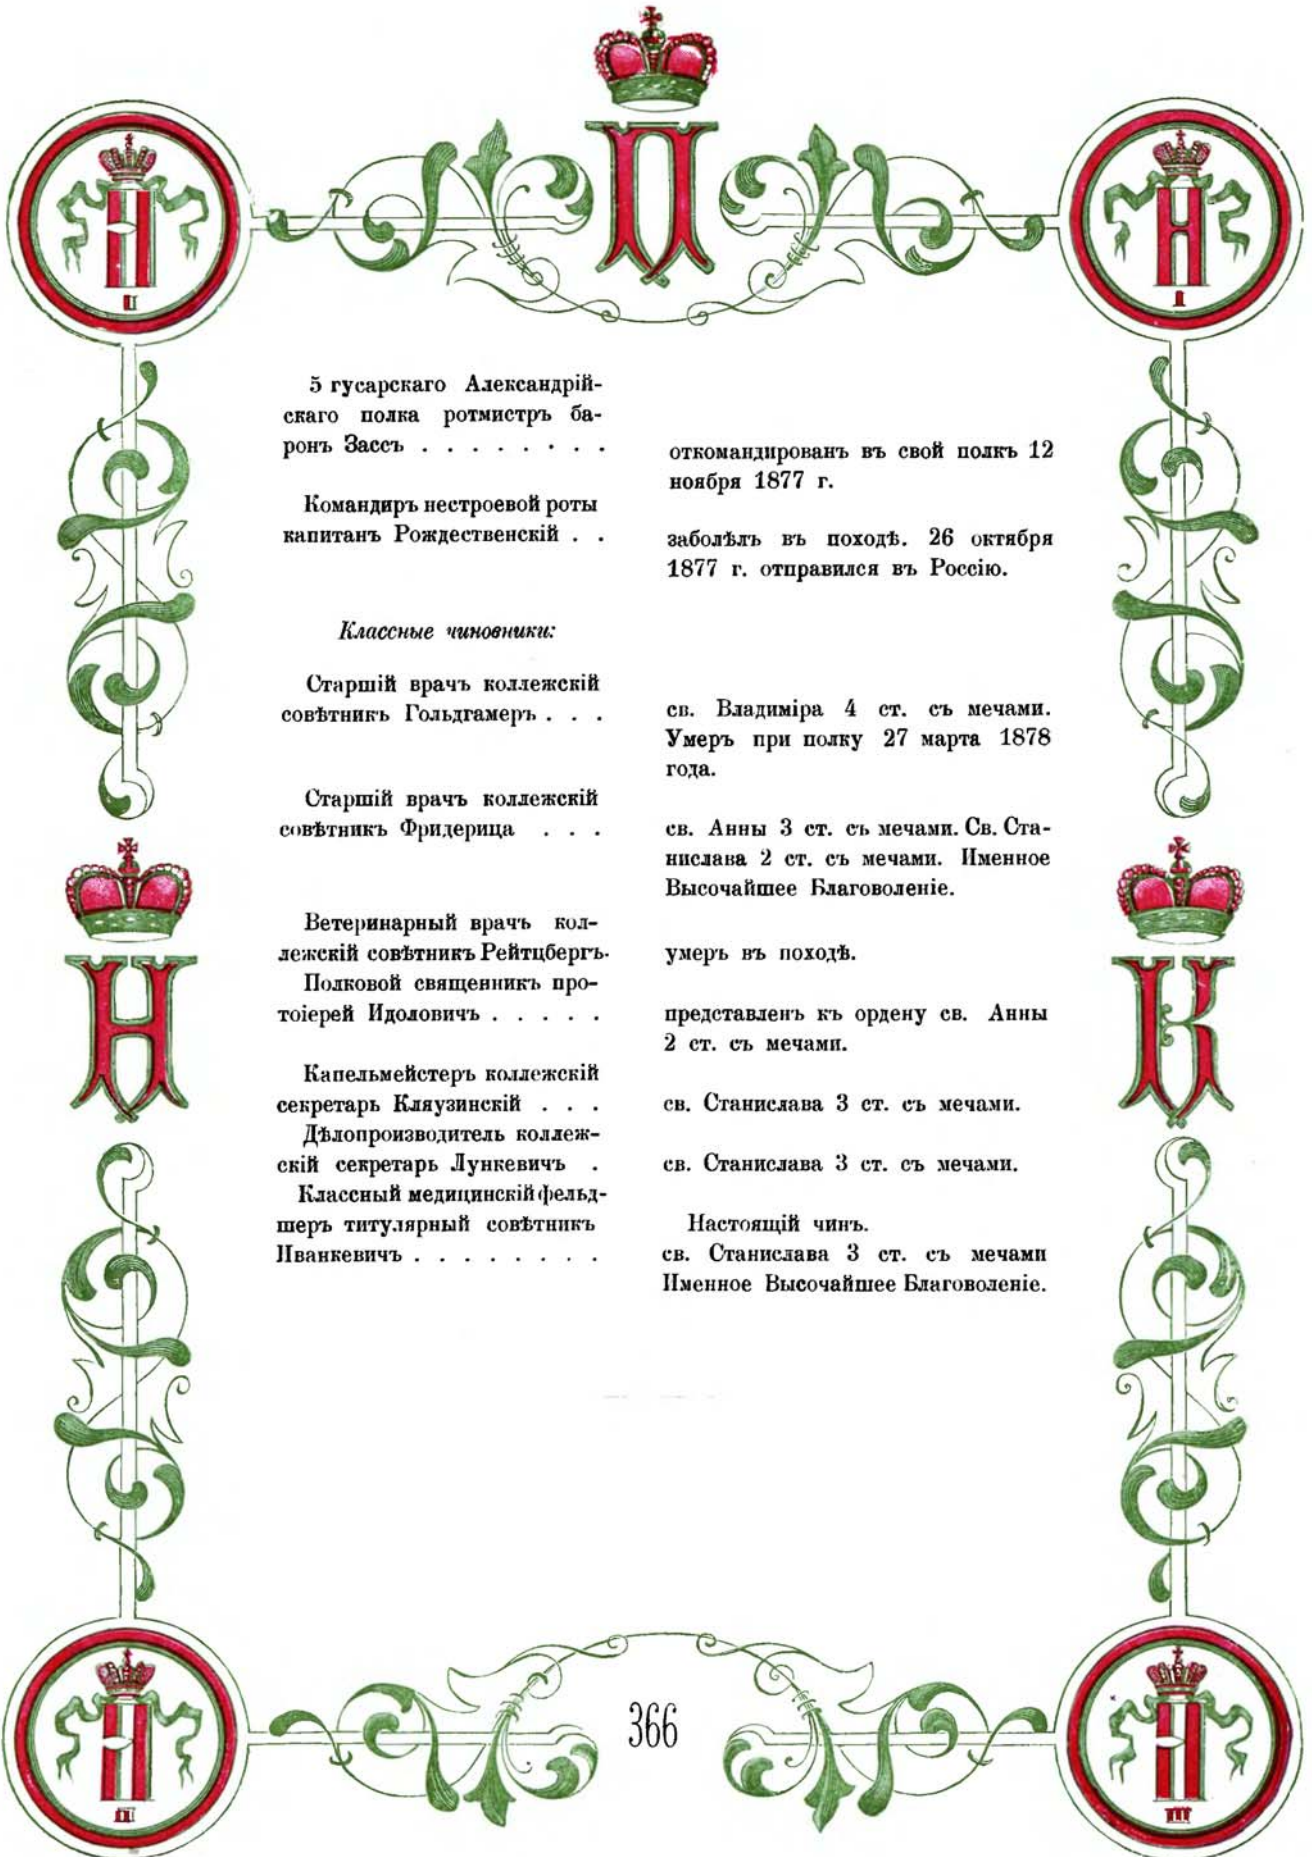 П
Н
II
Н
I
5 гусарскаго Александрій-
скаго полка ротмистръ ба-
ронъ Зассъ . . . . . . . .
откомандированъ въ свой полкъ 12
ноября 1877 г.
Командиръ нестроевой роты
капитанъ Рождественскій . .
заболѣлъ въ походѣ. 26 октября
1877 г. отправился въ Россію.
Классные чиновники:
Старшій врачъ коллежскій
совѣтникъ Гольдгамеръ . . .
св. Владиміра 4 ст. съ мечами.
Умеръ при полку 27 марта 1878
года.
Старшій врачъ коллежскій
совѣтникъ Фридерица . . .
св. Анны 3 ст. съ мечами. Св. Ста-
нислава 2 ст. съ мечами. Именное
Высочайшее Благоволеніе.
Ветеринарный врачъ кол-
лежскій совѣтникъ Рейтцбергъ.
умеръ въ походѣ.
Полковой священникъ про-
тоіерей Идоловичъ . . . . .
представленъ къ ордену св. Анны
2 ст. съ мечами.
Капельмейстеръ коллежскій
секретарь Кляузинскій . . .
св. Станислава 3 ст. съ мечами.
Дѣлопроизводитель коллеж-
скій секретарь Лункевичъ .
св. Станислава 3 ст. съ мечами.
Классный медицинскій фельд-
шеръ титулярный совѣтникъ
Иванкевичъ . . . . . . . .
Настоящій чинъ.
св. Станислава 3 ст. съ мечами
Именное Высочайшее Благоволеніе.
Н
К
366
III